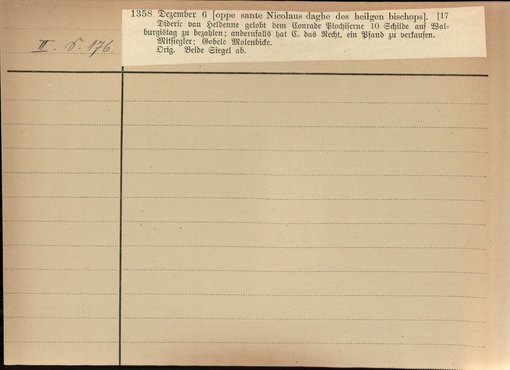 1358 Dezember 6 [oppe sante Nicolaus daghe des heilgen bischops]. [17
Dideric van Heldenne gelobt dem Conrade Plochiserne 10 Schilde auf Wal-
burgistag zu bezahlen; andernfalls hat C. das Recht, ein Pfand zu verkaufen.
Mitsiegler: Gobele Molenbicke.
Orig. Beide Siegel ab.
II. S. 176.